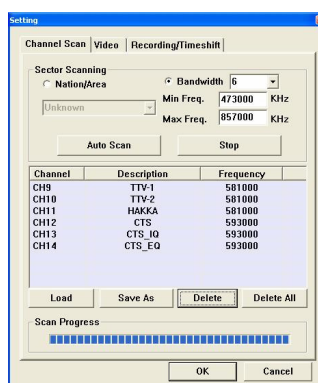 Setting
Channel Scan Video Recording/Timeshift
Sector Scanning
Nation/Area
Bandwidth 6
Unknown
Min Freq. 473000 KHz
Max Freq. 857000 KHz
Auto Scan Stop
Channel Description Frequency
CH9 TTV-1 581000
CH10 TTV-2 581000
CH11 HAKKA 581000
CH12 CTS 593000
CH13 CTS_IQ 593000
CH14 CTS_EQ 593000
Load Save As Delete Delete All
Scan Progress
OK Cancel